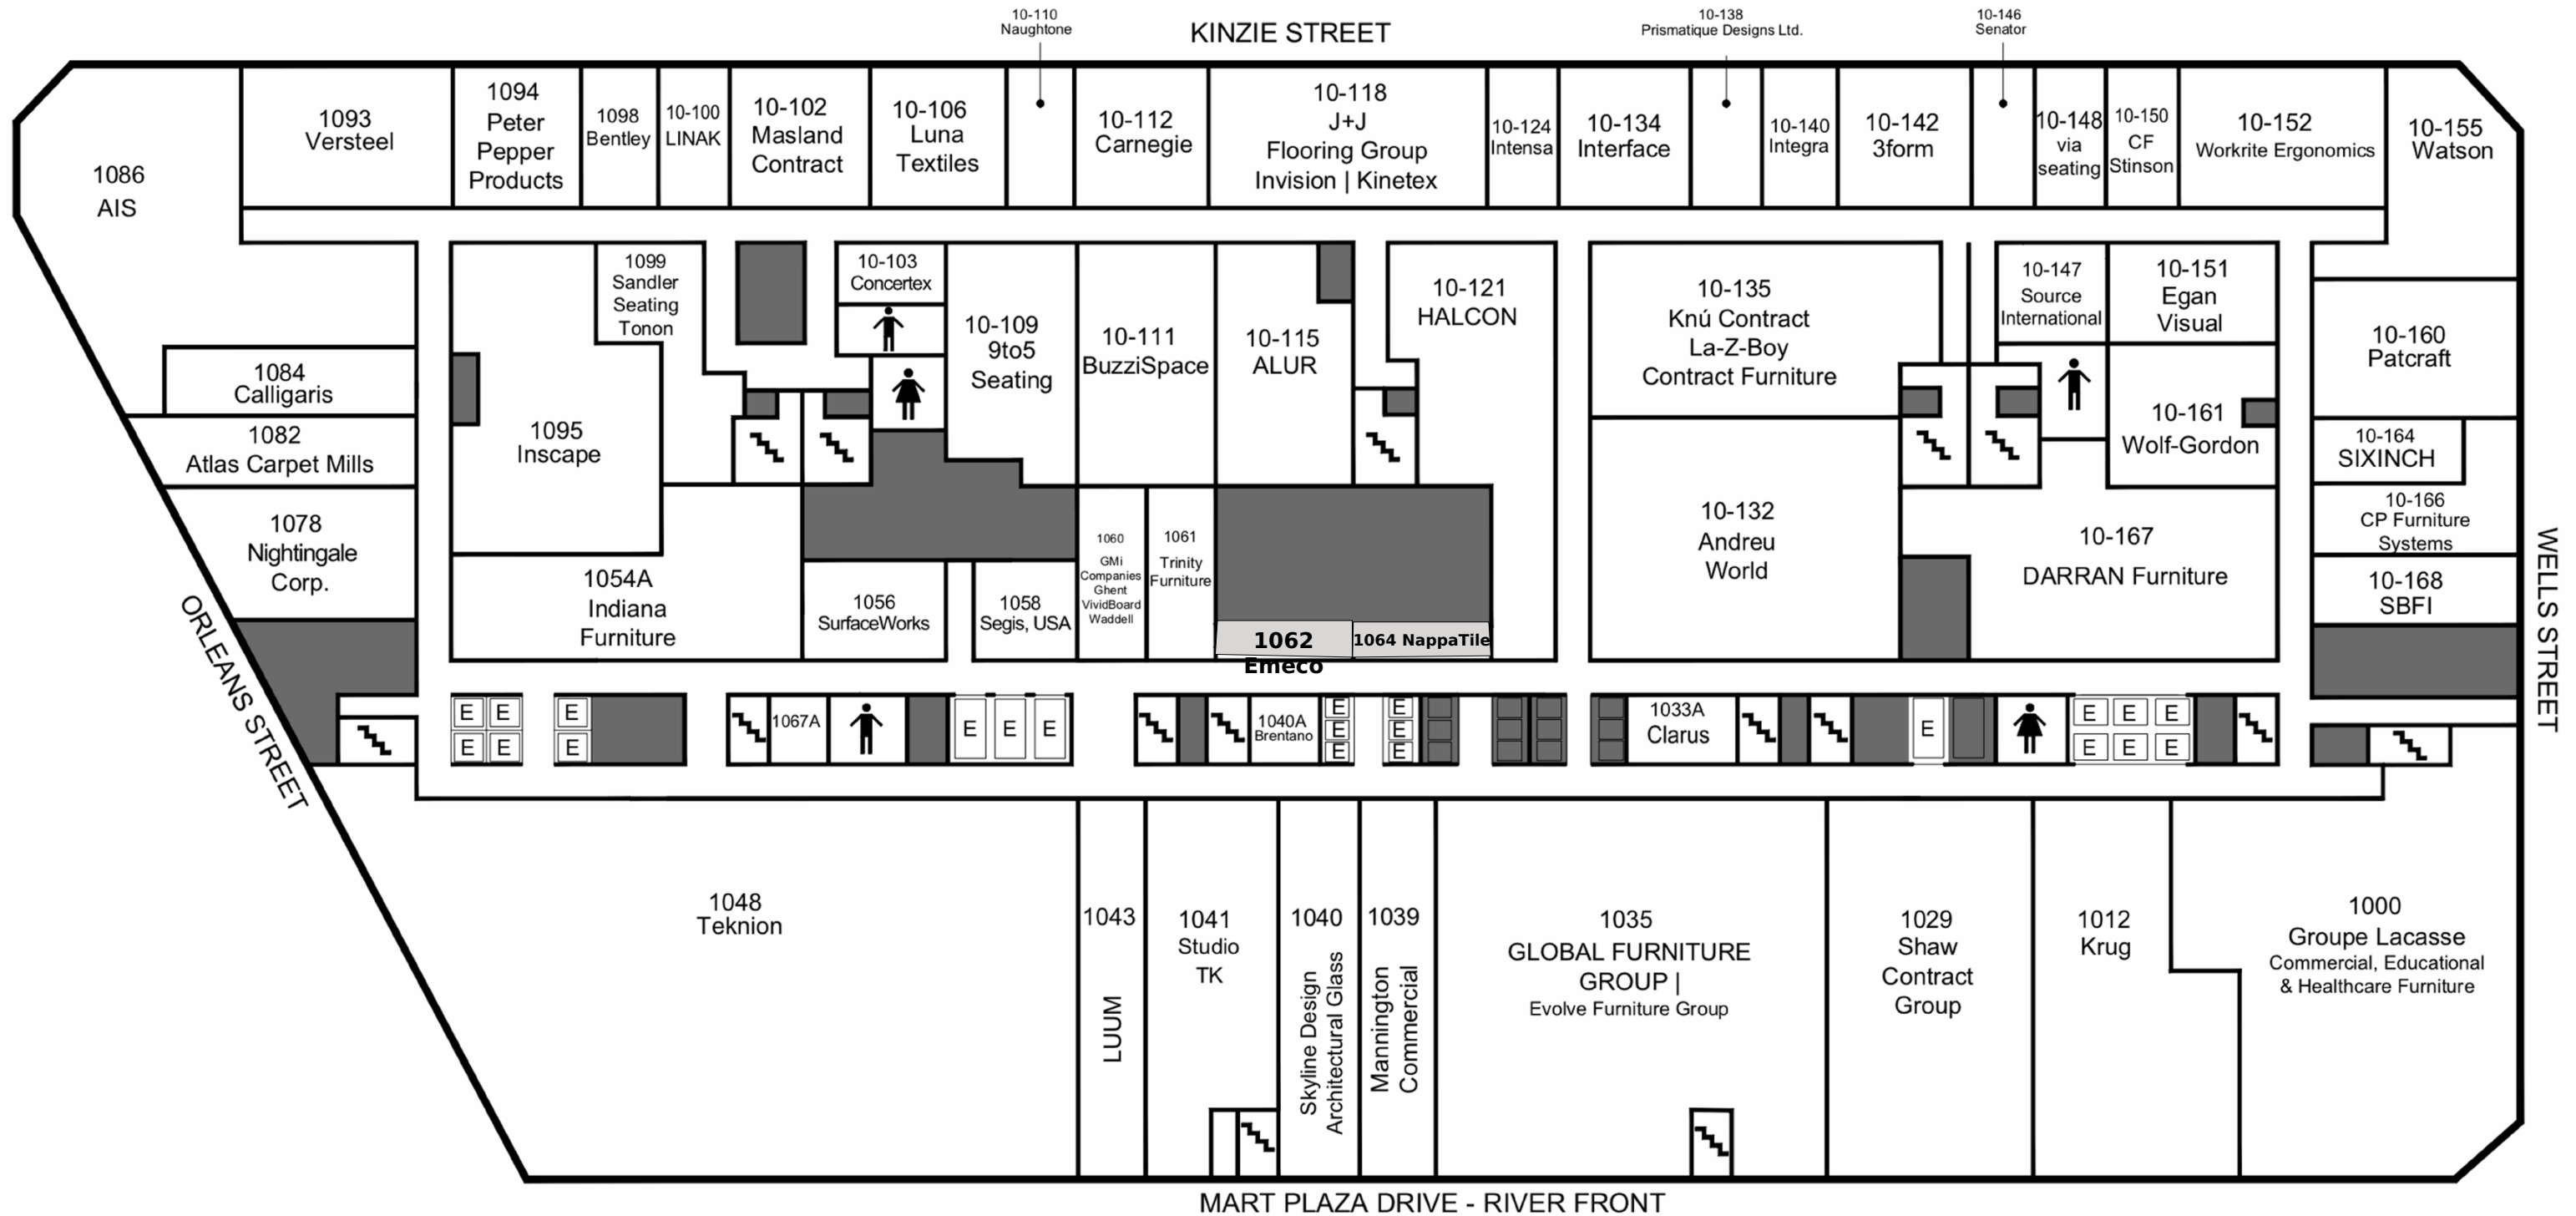 10-110
Naughtone
KINZIE STREET
10-138
Prismatique Designs Ltd.
10-146
Senator
1086
AIS
1093
Versteel
1094
Peter
Pepper
Products
1098
Bentley
10-100
LINAK
10-102
Masland
Contract
10-106
Luna
Textiles
10-112
Carnegie
10-118
J+J
Flooring Group
Invision | Kinetex
10-124
Intensa
10-134
Interface
10-140
Integra
10-142
3form
10-148
via
seating
10-150
CF
Stinson
10-152
Workrite Ergonomics
10-155
Watson
1099
Sandler
Seating
Tonon
10-103
Concertex
10-109
9to5
Seating
10-111
BuzziSpace
10-115
ALUR
10-121
HALCON
10-135
Knú Contract
La-Z-Boy
Contract Furniture
10-147
Source
International
10-151
Egan
Visual
10-160
Patcraft
1084
Calligaris
1082
Atlas Carpet Mills
1095
Inscape
10-161
Wolf-Gordon
10-164
SIXINCH
1078
Nightingale
Corp.
1054A
Indiana
Furniture
1056
SurfaceWorks
1058
Segis, USA
1060
GMi
Companies
Ghent
VividBoard
Waddell
1061
Trinity
Furniture
1062
Emeco
1064 NappaTile
10-132
Andreu
World
10-167
DARRAN Furniture
10-166
CP Furniture
Systems
10-168
SBFI
ORLEANS STREET
WELLS STREET
E E
E E
E
E
1067A
E E E
1040A
Brentano
E
E
E
E
E
E
1033A
Clarus
E
E E E
E E E
1048
Teknion
1043
LUUM
1041
Studio
TK
1040
Skyline Design
Architectural Glass
1039
Mannington
Commercial
1035
GLOBAL FURNITURE
GROUP |
Evolve Furniture Group
1029
Shaw
Contract
Group
1012
Krug
1000
Groupe Lacasse
Commercial, Educational
& Healthcare Furniture
MART PLAZA DRIVE - RIVER FRONT